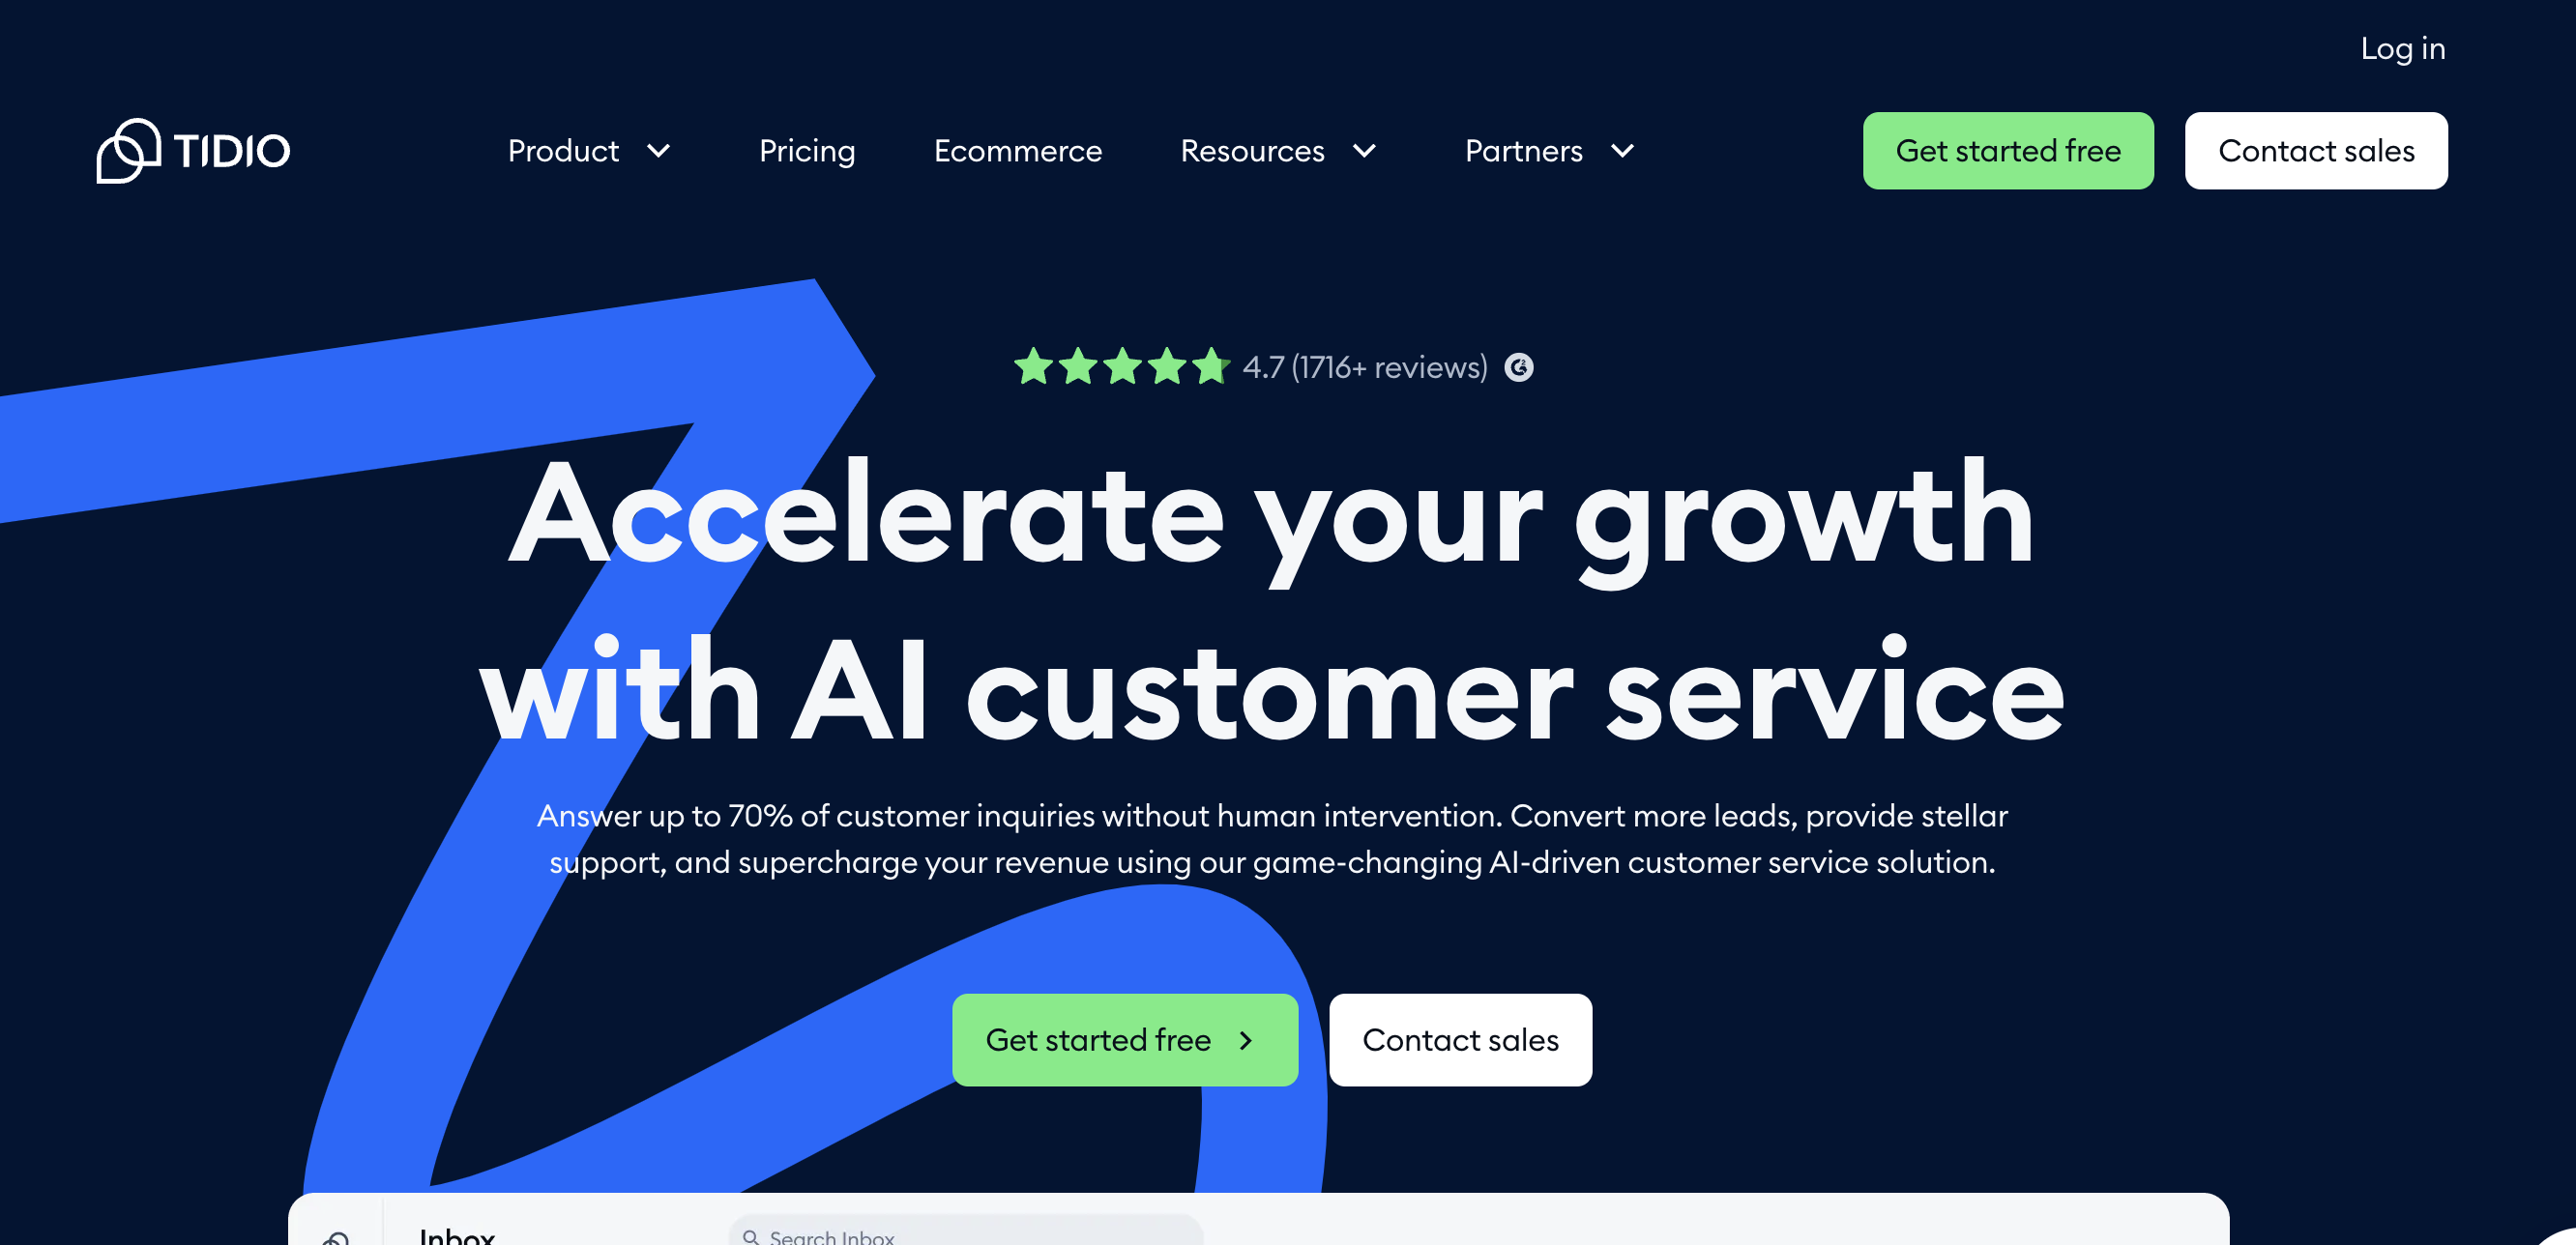 Log in
TIDIO
Product
Pricing
Ecommerce
Resources
Partners
Get started free
Contact sales
4.7 (1716+ reviews)
Accelerate your growth
with AI customer service
Answer up to 70% of customer inquiries without human intervention. Convert more leads, provide stellar
support, and supercharge your revenue using our game-changing AI-driven customer service solution.
Get started free
Contact sales
Inbox
Search Inbox